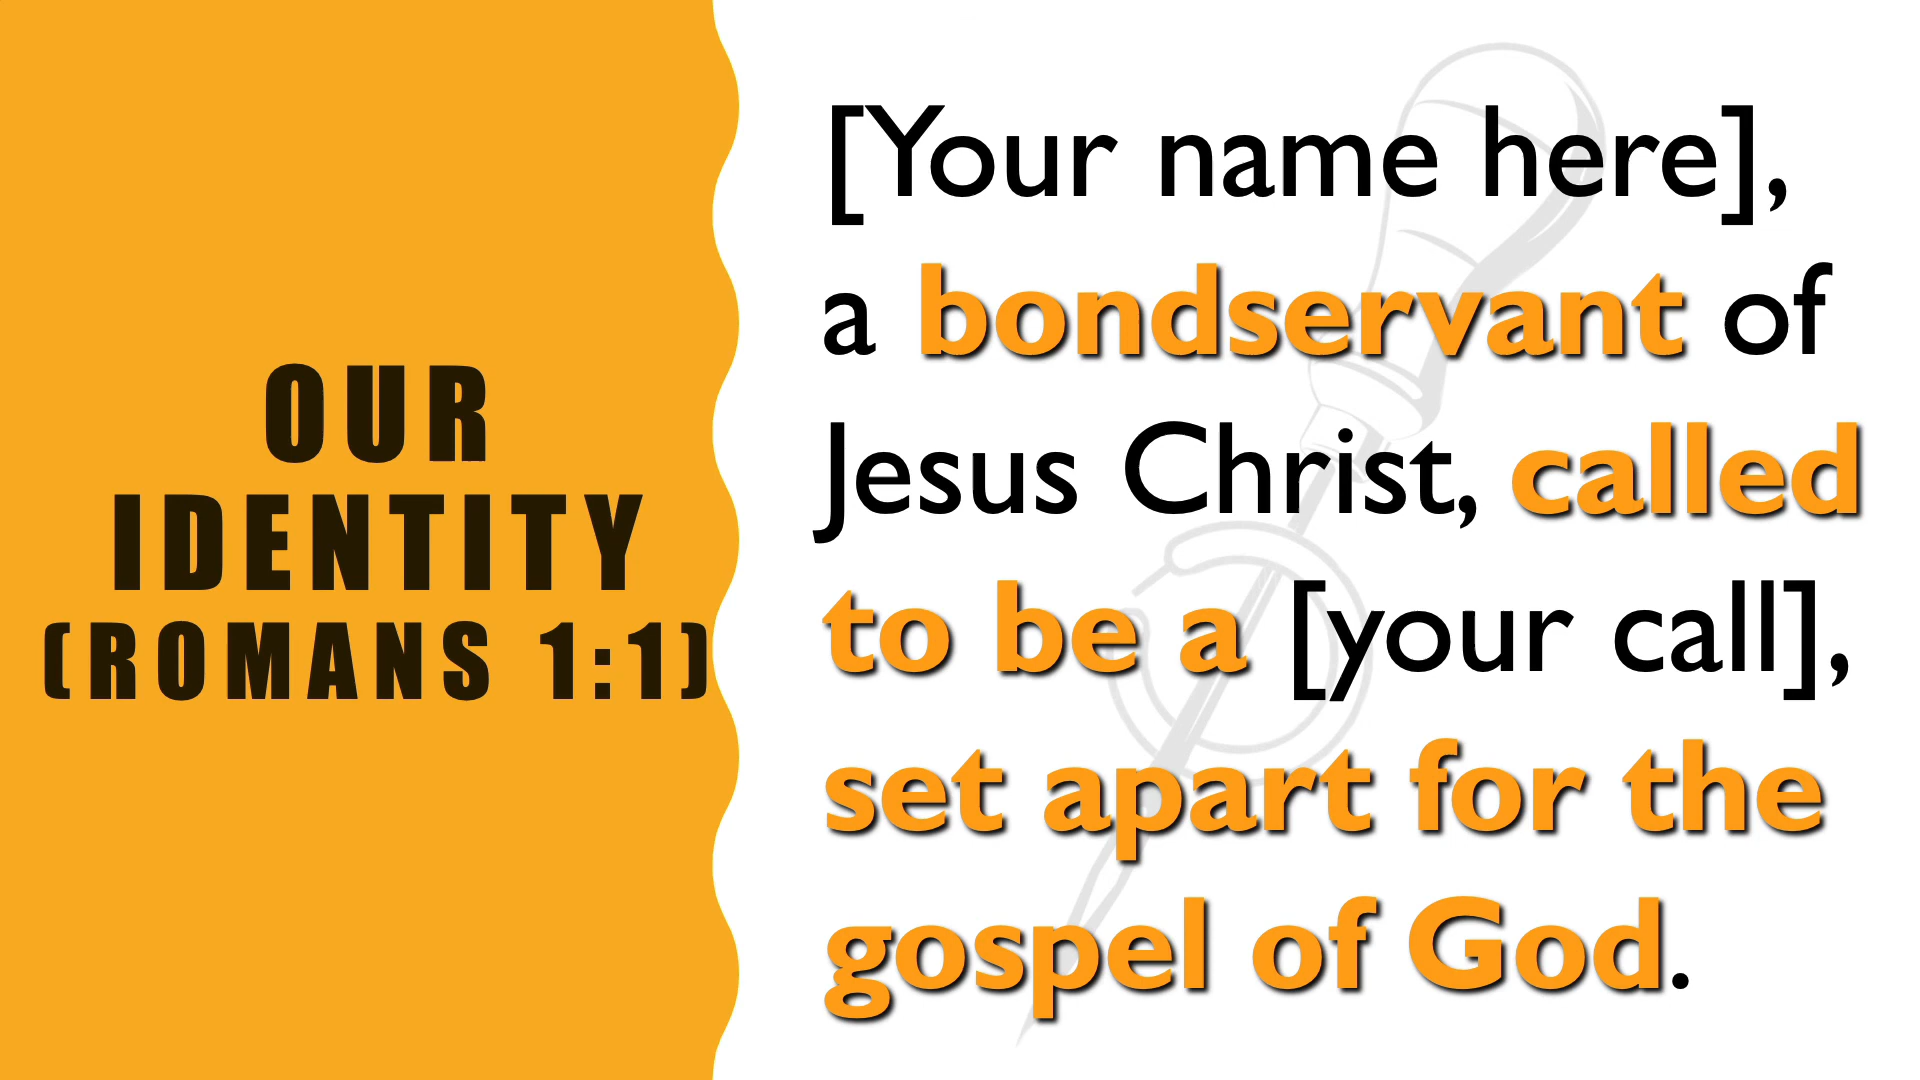 OUR
IDENTITY
(ROMANS 1:1)
[Your name here],
a bondservant of
Jesus Christ, called
to be a [your call],
set apart for the
gospel of God.